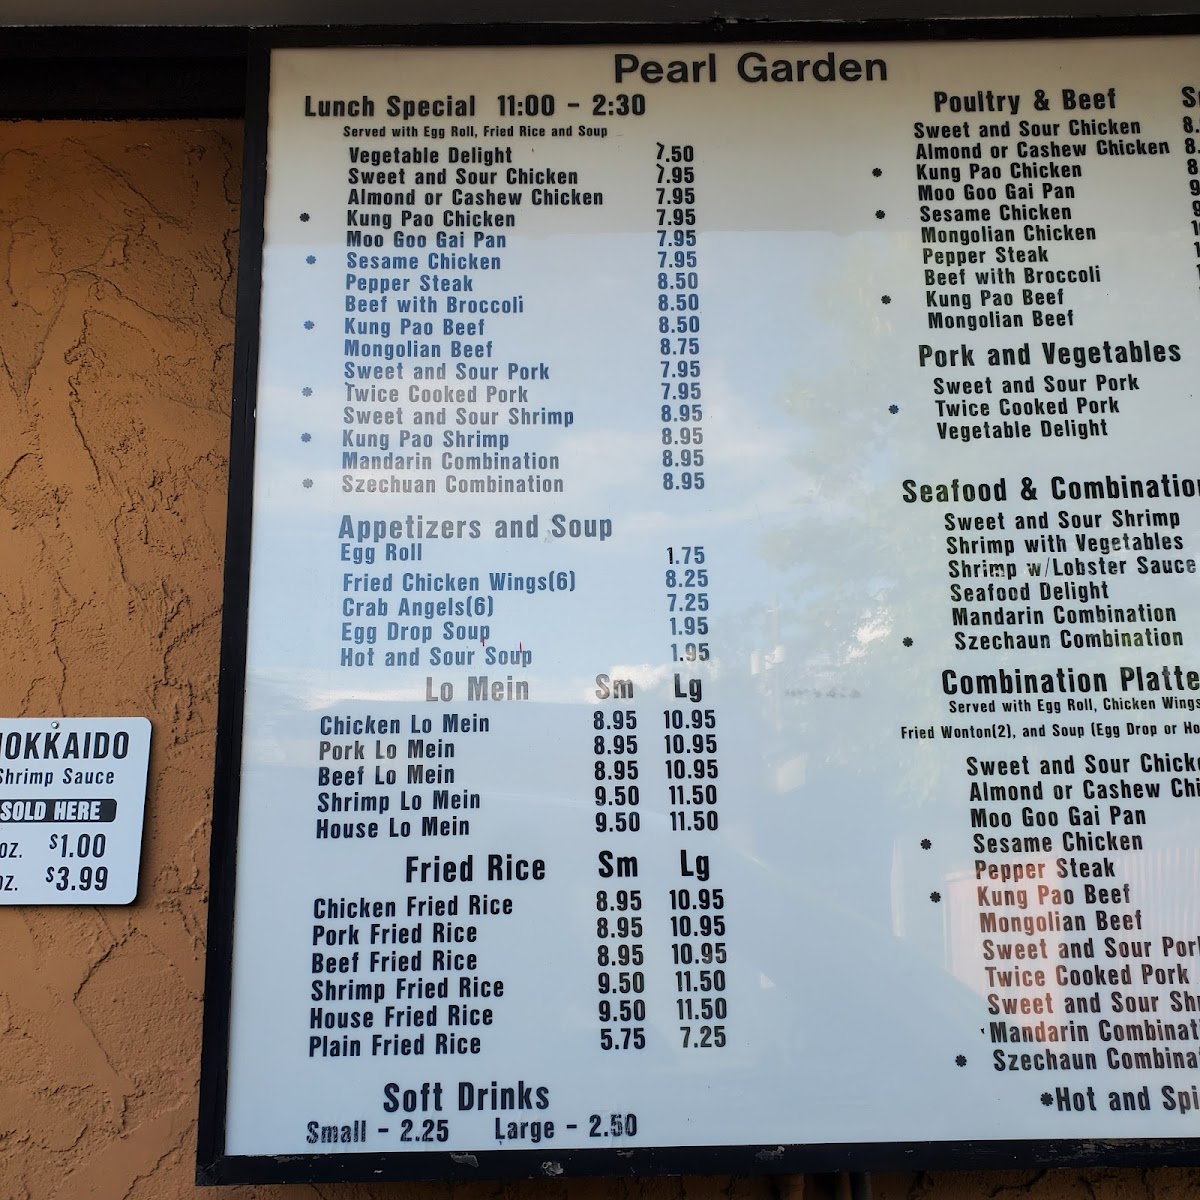 Pearl Garden
Lunch Special 11:00 - 2:30
Served with Egg Roll, Fried Rice and Soup
Vegetable Delight 7.50
Sweet and Sour Chicken 7.95
Almond or Cashew Chicken 7.95
* Kung Pao Chicken 7.95
Moo Goo Gai Pan 7.95
* Sesame Chicken 7.95
Pepper Steak 8.50
Beef with Broccoli 8.50
* Kung Pao Beef 8.50
Mongolian Beef 8.75
Sweet and Sour Pork 7.95
* Twice Cooked Pork 7.95
Sweet and Sour Shrimp 8.95
* Kung Pao Shrimp 8.95
Mandarin Combination 8.95
* Szechuan Combination 8.95
Appetizers and Soup
Egg Roll 1.75
Fried Chicken Wings(6) 8.25
Crab Angels(6) 7.25
Egg Drop Soup 1.95
Hot and Sour Soup 1.95
Lo Mein Sm Lg
Chicken Lo Mein 8.95 10.95
Pork Lo Mein 8.95 10.95
Beef Lo Mein 8.95 10.95
Shrimp Lo Mein 9.50 11.50
House Lo Mein 9.50 11.50
Fried Rice Sm Lg
Chicken Fried Rice 8.95 10.95
Pork Fried Rice 8.95 10.95
Beef Fried Rice 8.95 10.95
Shrimp Fried Rice 9.50 11.50
House Fried Rice 9.50 11.50
Plain Fried Rice 5.75 7.25
Soft Drinks
Small - 2.25 Large - 2.50
Poultry & Beef
Sweet and Sour Chicken
Almond or Cashew Chicken
* Kung Pao Chicken
Moo Goo Gai Pan
* Sesame Chicken
Mongolian Chicken
Pepper Steak
Beef with Broccoli
* Kung Pao Beef
Mongolian Beef
Pork and Vegetables
Sweet and Sour Pork
* Twice Cooked Pork
Vegetable Delight
Seafood & Combination
Sweet and Sour Shrimp
Shrimp with Vegetables
Shrimp w/Lobster Sauce
Seafood Delight
Mandarin Combination
* Szechaun Combination
Combination Platte
Served with Egg Roll, Chicken Wings
Fried Wonton(2), and Soup (Egg Drop or Ho
Sweet and Sour Chicke
Almond or Cashew Chi
Moo Goo Gai Pan
* Sesame Chicken
Pepper Steak
* Kung Pao Beef
Mongolian Beef
Sweet and Sour Pork
Twice Cooked Pork
Sweet and Sour Sh
Mandarin Combinat
* Szechaun Combina
*Hot and Spi
HOKKAIDO
Shrimp Sauce
SOLD HERE
oz. $1.00
oz. $3.99